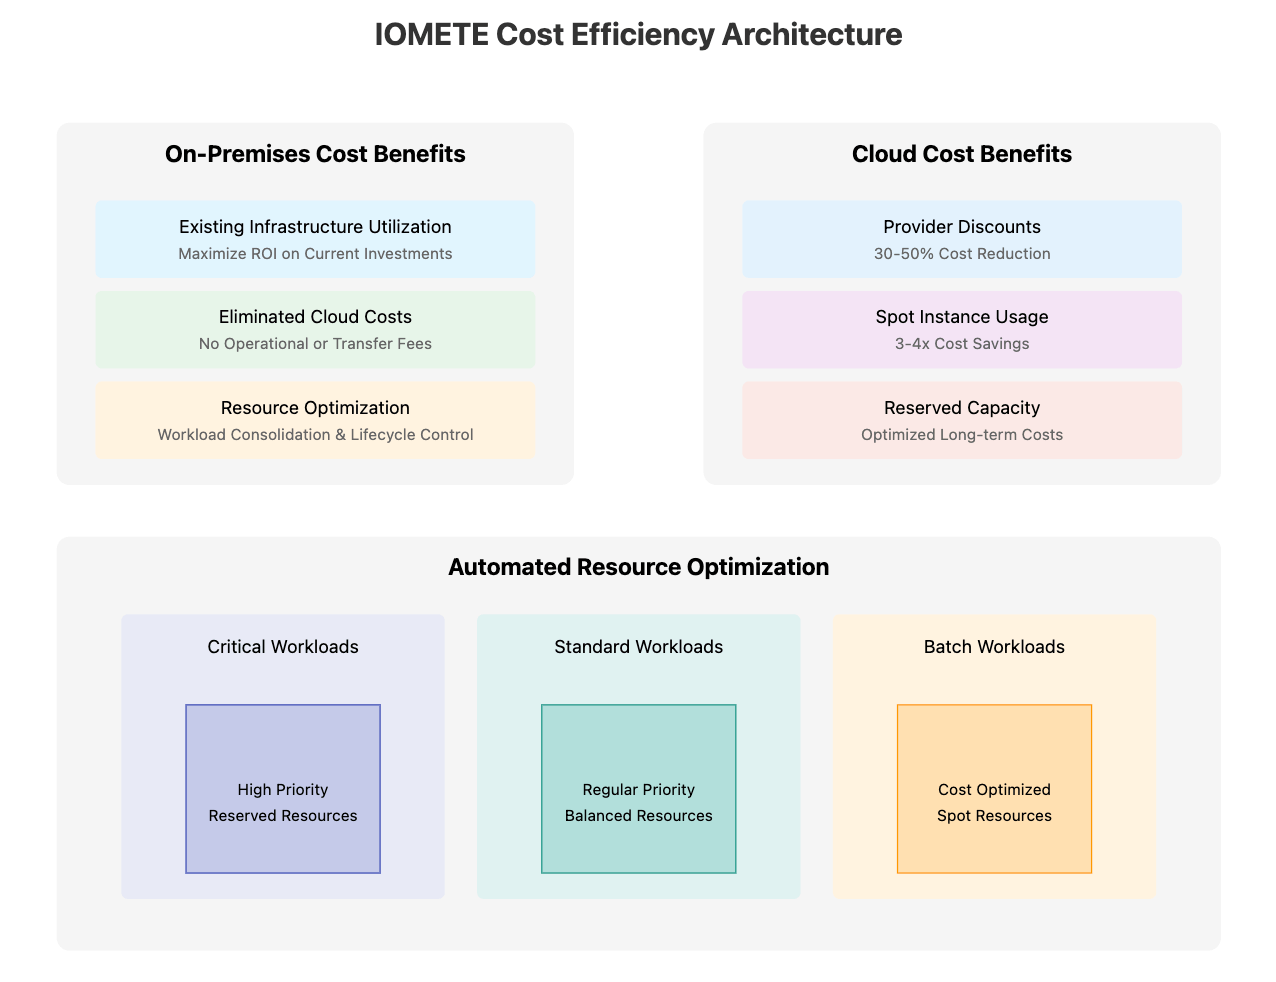 IOMETE Cost Efficiency Architecture
On-Premises Cost Benefits
Existing Infrastructure Utilization
Maximize ROI on Current Investments
Eliminated Cloud Costs
No Operational or Transfer Fees
Resource Optimization
Workload Consolidation & Lifecycle Control
Cloud Cost Benefits
Provider Discounts
30-50% Cost Reduction
Spot Instance Usage
3-4x Cost Savings
Reserved Capacity
Optimized Long-term Costs
Automated Resource Optimization
Critical Workloads
High Priority
Reserved Resources
Standard Workloads
Regular Priority
Balanced Resources
Batch Workloads
Cost Optimized
Spot Resources